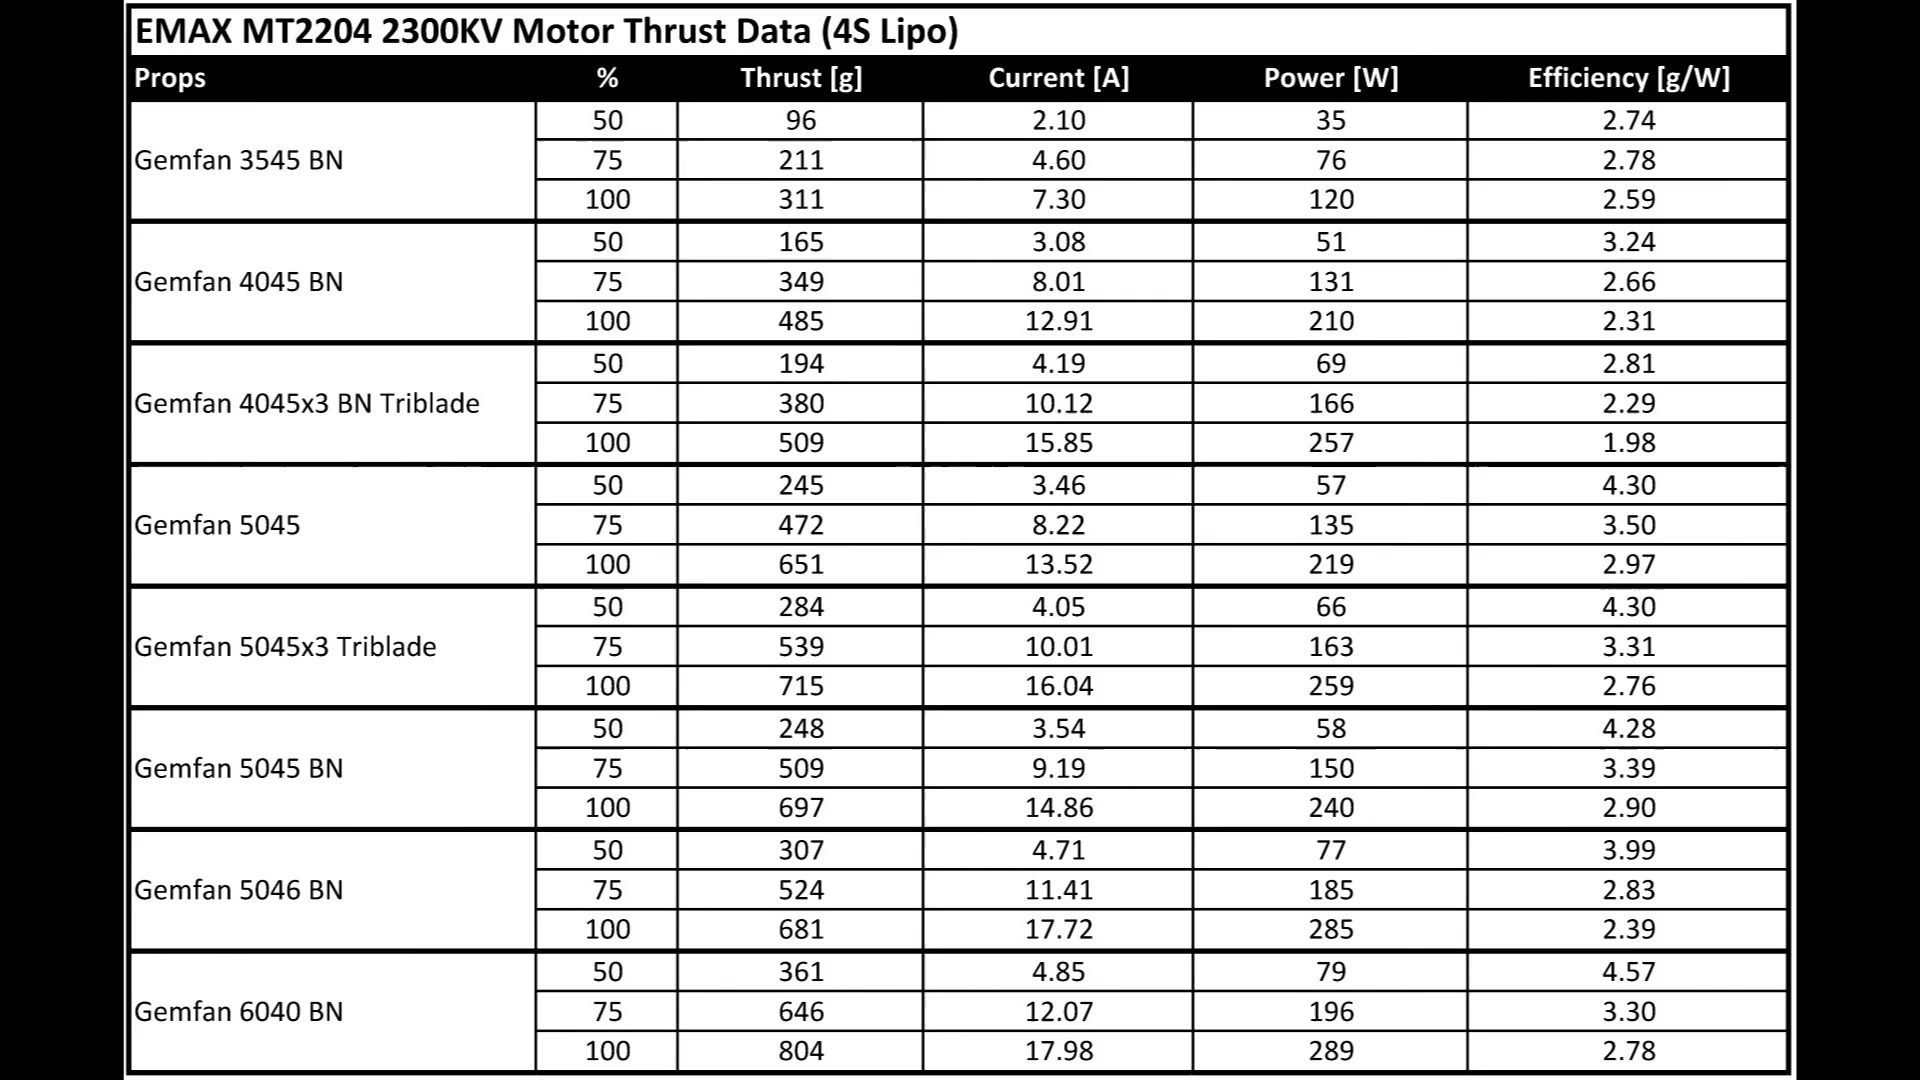 EMAX MT2204 2300KV Motor Thrust Data (4S Lipo)
Props % Thrust [g] Current [A] Power [W] Efficiency [g/W]
Gemfan 3545 BN
50 96 2.10 35 2.74
75 211 4.60 76 2.78
100 311 7.30 120 2.59
Gemfan 4045 BN
50 165 3.08 51 3.24
75 349 8.01 131 2.66
100 485 12.91 210 2.31
Gemfan 4045x3 BN Triblade
50 194 4.19 69 2.81
75 380 10.12 166 2.29
100 509 15.85 257 1.98
Gemfan 5045
50 245 3.46 57 4.30
75 472 8.22 135 3.50
100 651 13.52 219 2.97
Gemfan 5045x3 Triblade
50 284 4.05 66 4.30
75 539 10.01 163 3.31
100 715 16.04 259 2.76
Gemfan 5045 BN
50 248 3.54 58 4.28
75 509 9.19 150 3.39
100 697 14.86 240 2.90
Gemfan 5046 BN
50 307 4.71 77 3.99
75 524 11.41 185 2.83
100 681 17.72 285 2.39
Gemfan 6040 BN
50 361 4.85 79 4.57
75 646 12.07 196 3.30
100 804 17.98 289 2.78